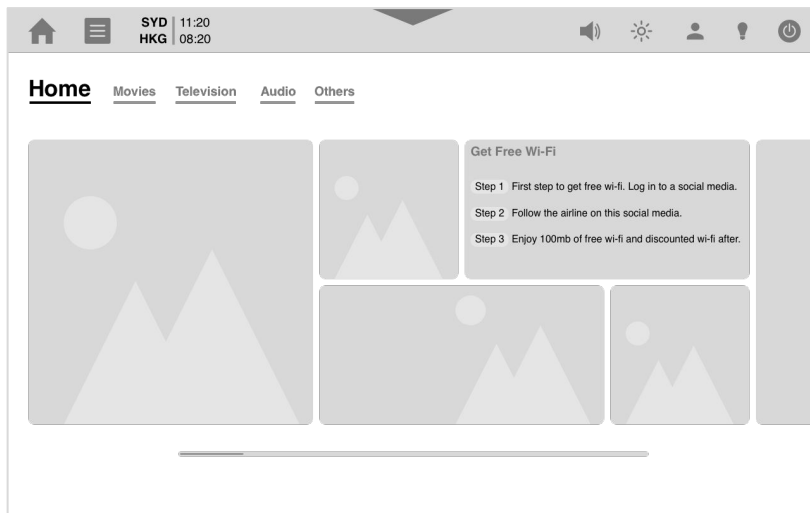 SYD 11:20
HKG 08:20
Home Movies Television Audio Others
Get Free Wi-Fi
Step 1 First step to get free wi-fi. Log in to a social media.
Step 2 Follow the airline on this social media.
Step 3 Enjoy 100mb of free wi-fi and discounted wi-fi after.